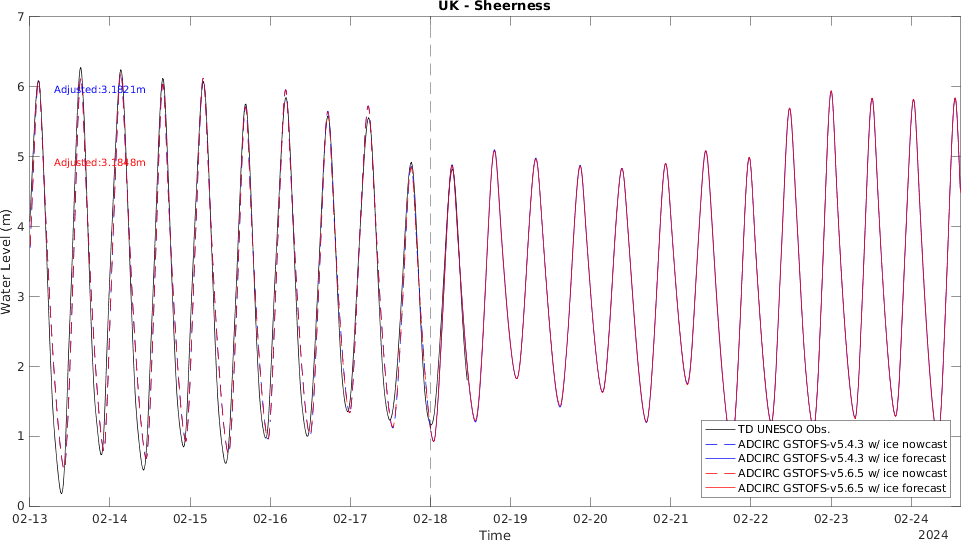 UK - Sheerness
7
6
5
4
3
2
1
0
Water Level (m)
Adjusted:3.1821m
Adjusted:3.1848m
TD UNESCO Obs.
ADCIRC GSTOFS-v5.4.3 w/ ice nowcast
ADCIRC GSTOFS-v5.4.3 w/ ice forecast
ADCIRC GSTOFS-v5.6.5 w/ ice nowcast
ADCIRC GSTOFS-v5.6.5 w/ ice forecast
02-13 02-14 02-15 02-16 02-17 02-18 02-19 02-20 02-21 02-22 02-23 02-24
Time
2024